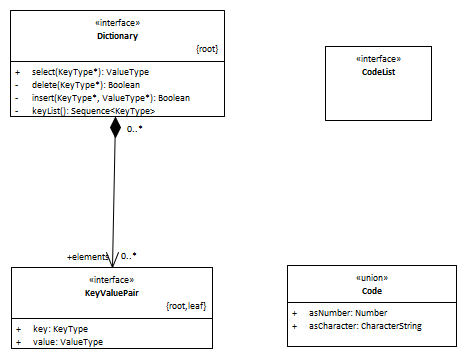 «interface»
Dictionary
{root}
+ select(KeyType*): ValueType
- delete(KeyType*): Boolean
- insert(KeyType*, ValueType*): Boolean
- keyList(): Sequence<KeyType>
«interface»
CodeList
0..*
+elements
0..*
«interface»
KeyValuePair
{root,leaf}
+ key: KeyType
+ value: ValueType
«union»
Code
+ asNumber: Number
+ asCharacter: CharacterString